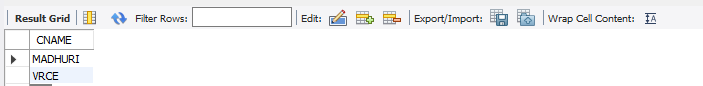 Result Grid Filter Rows: Edit: Export/Import: Wrap Cell Content:
CNAME
MADHURI
VRCE